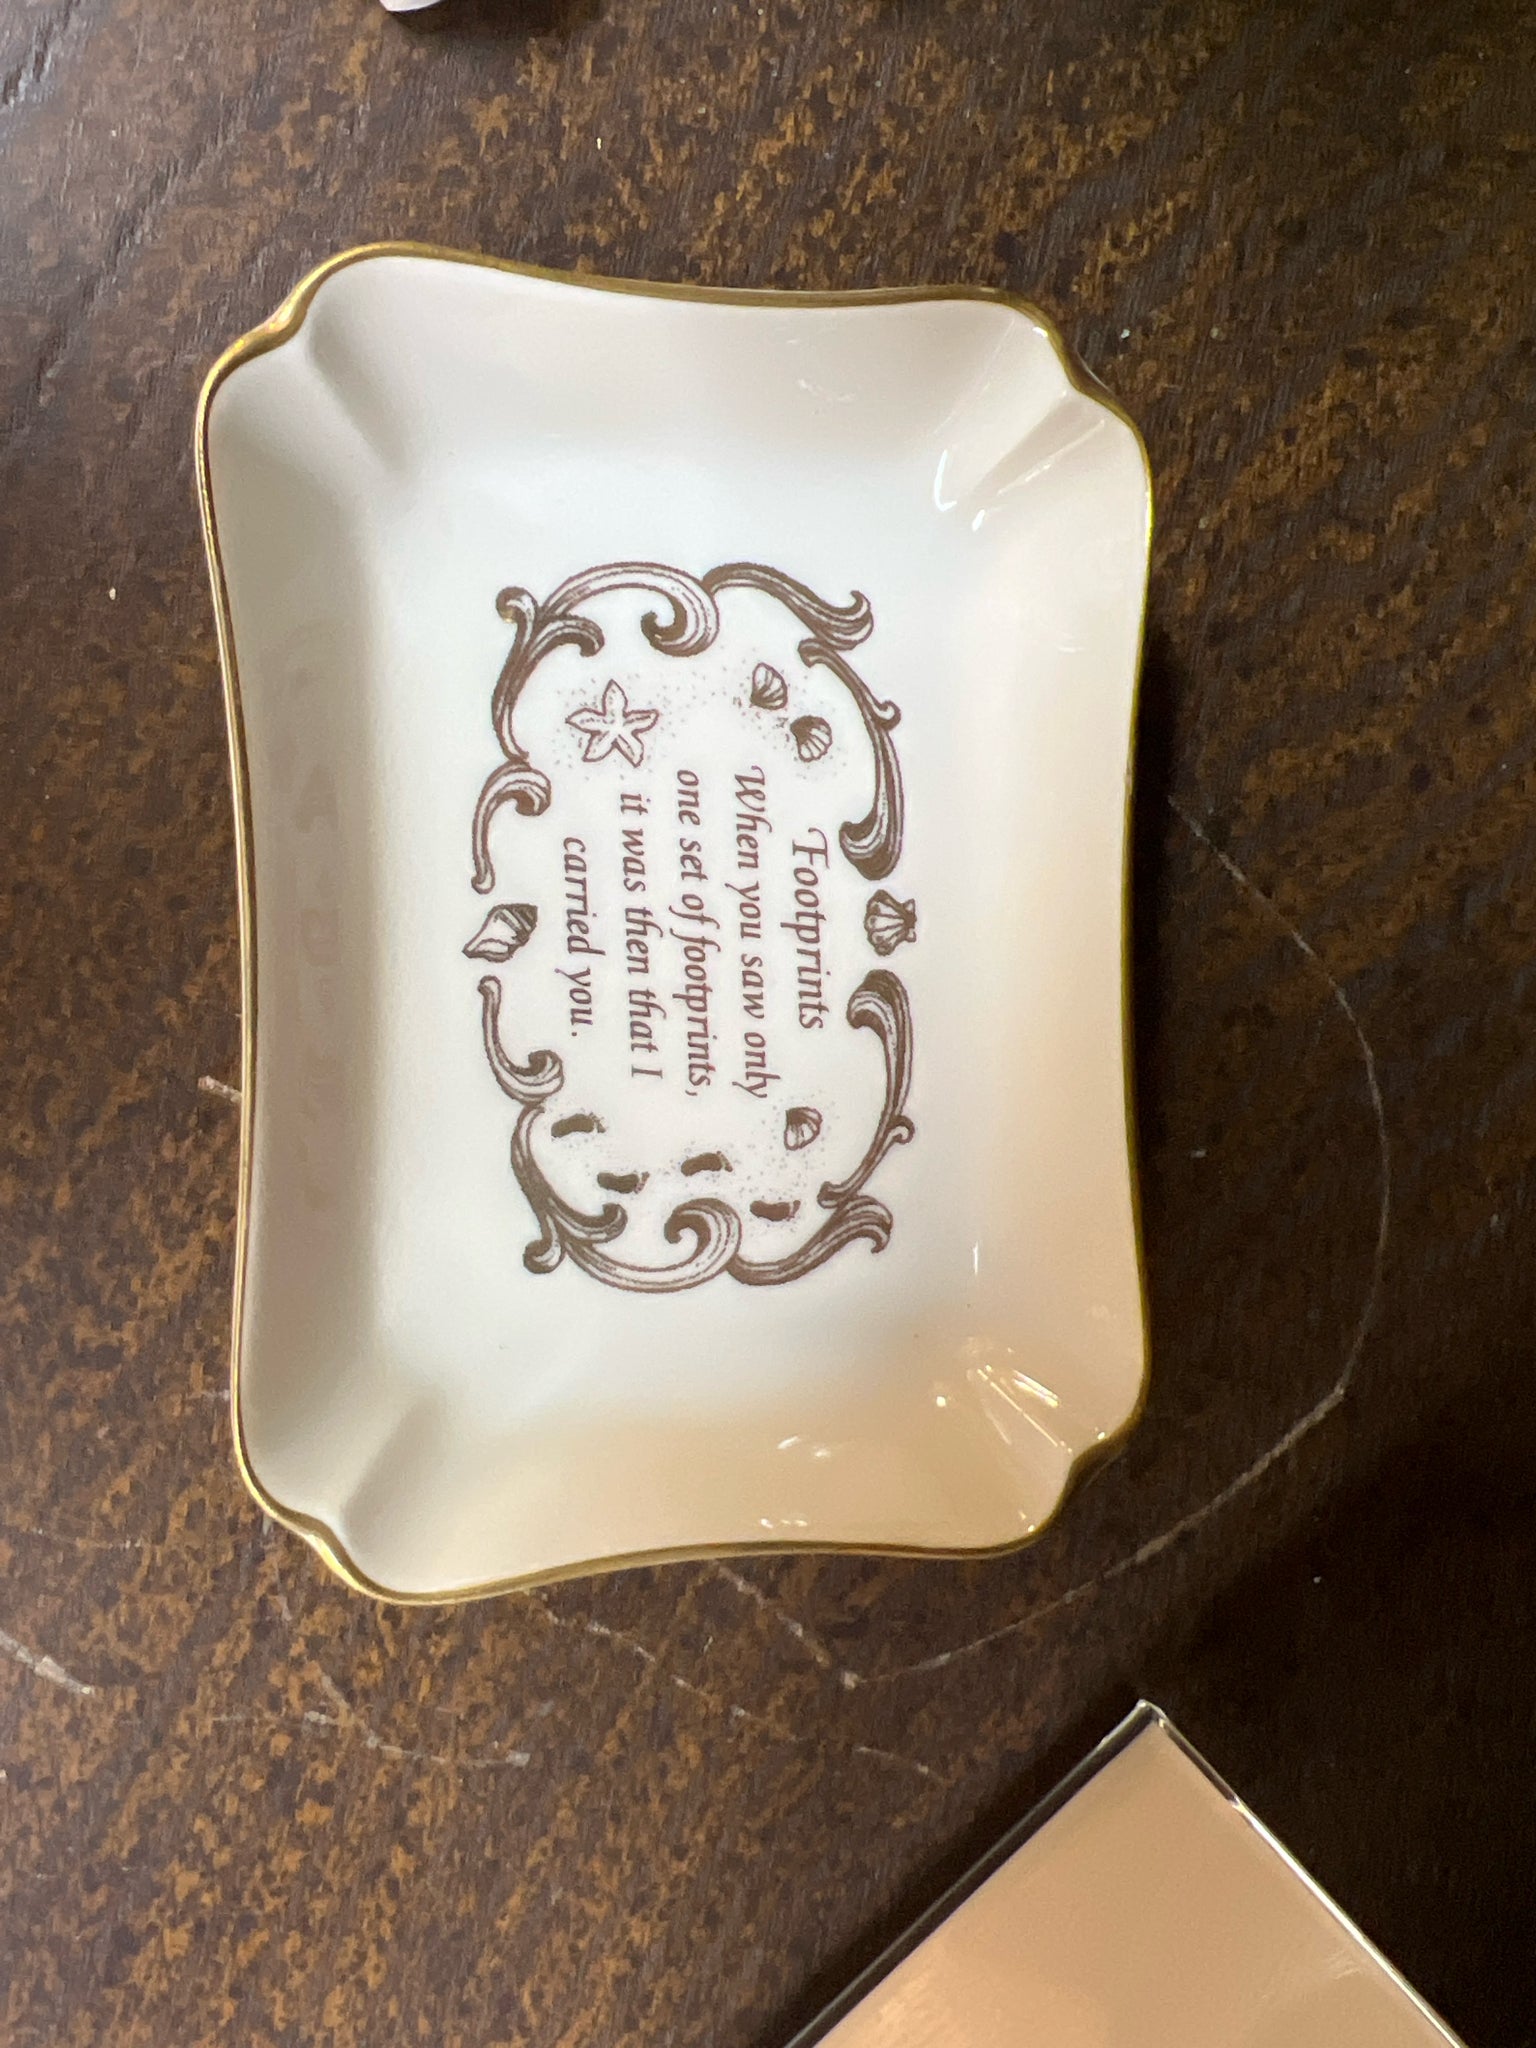 Footprints
When you saw only
one set of footprints,
it was then that I
carried you.